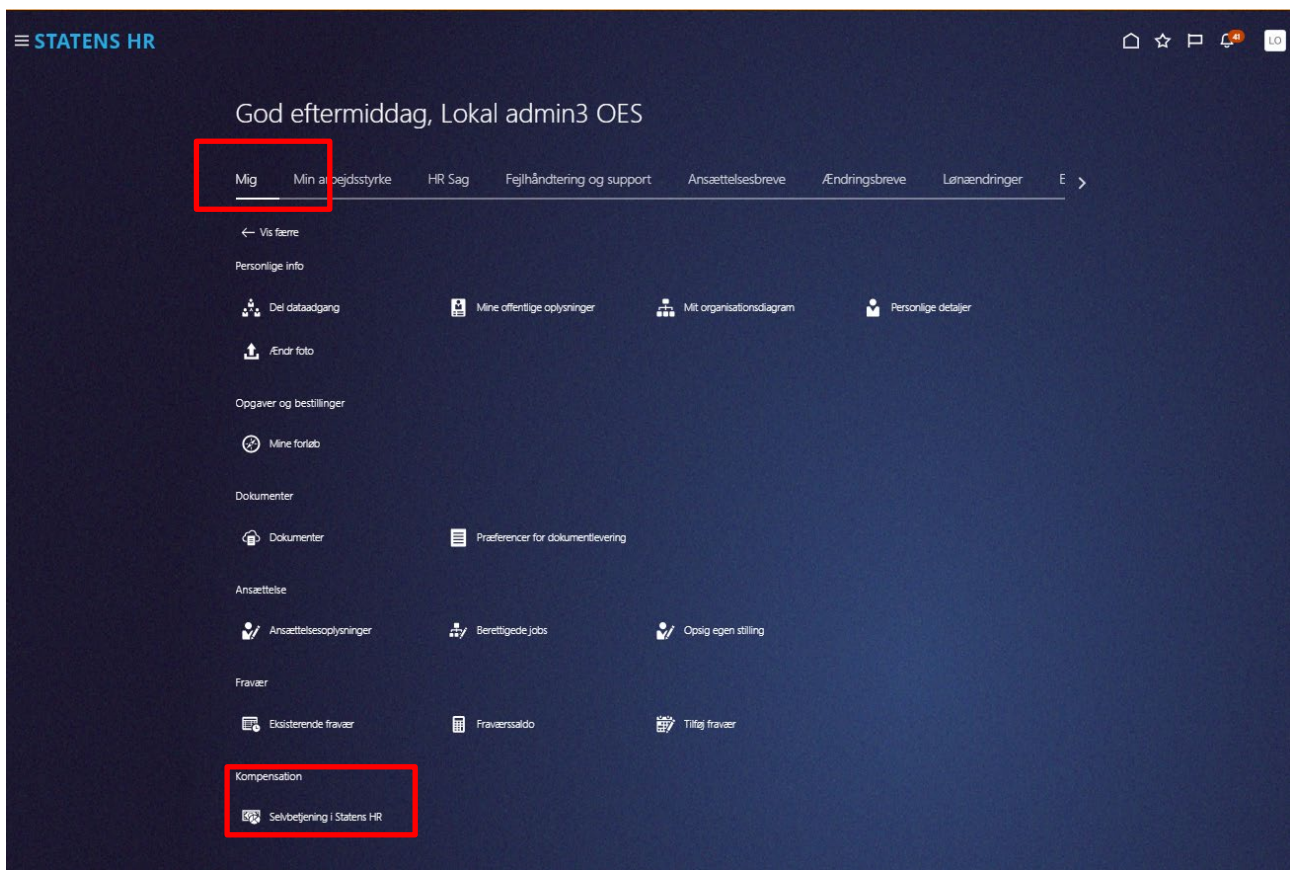 STATENS HR
41
LO
God eftermiddag, Lokal admin3 OES
Mig Min arbejdsstyrke HR Sag Fejlhåndtering og support Ansættelsesbreve Ændringsbreve Lønændringer E
Vis færre
Personlige info
Del dataadgang Mine offentlige oplysninger Mit organisationsdiagram Personlige detaljer
Ændr foto
Opgaver og bestillinger
Mine forløb
Dokumenter
Dokumenter Præferencer for dokumentlevering
Ansættelse
Ansættelsesoplysninger Berettigede jobs Opsig egen stilling
Fravær
Eksisterende fravær Fraværssaldo Tilføj fravær
Kompensation
Selvbetjening i Statens HR